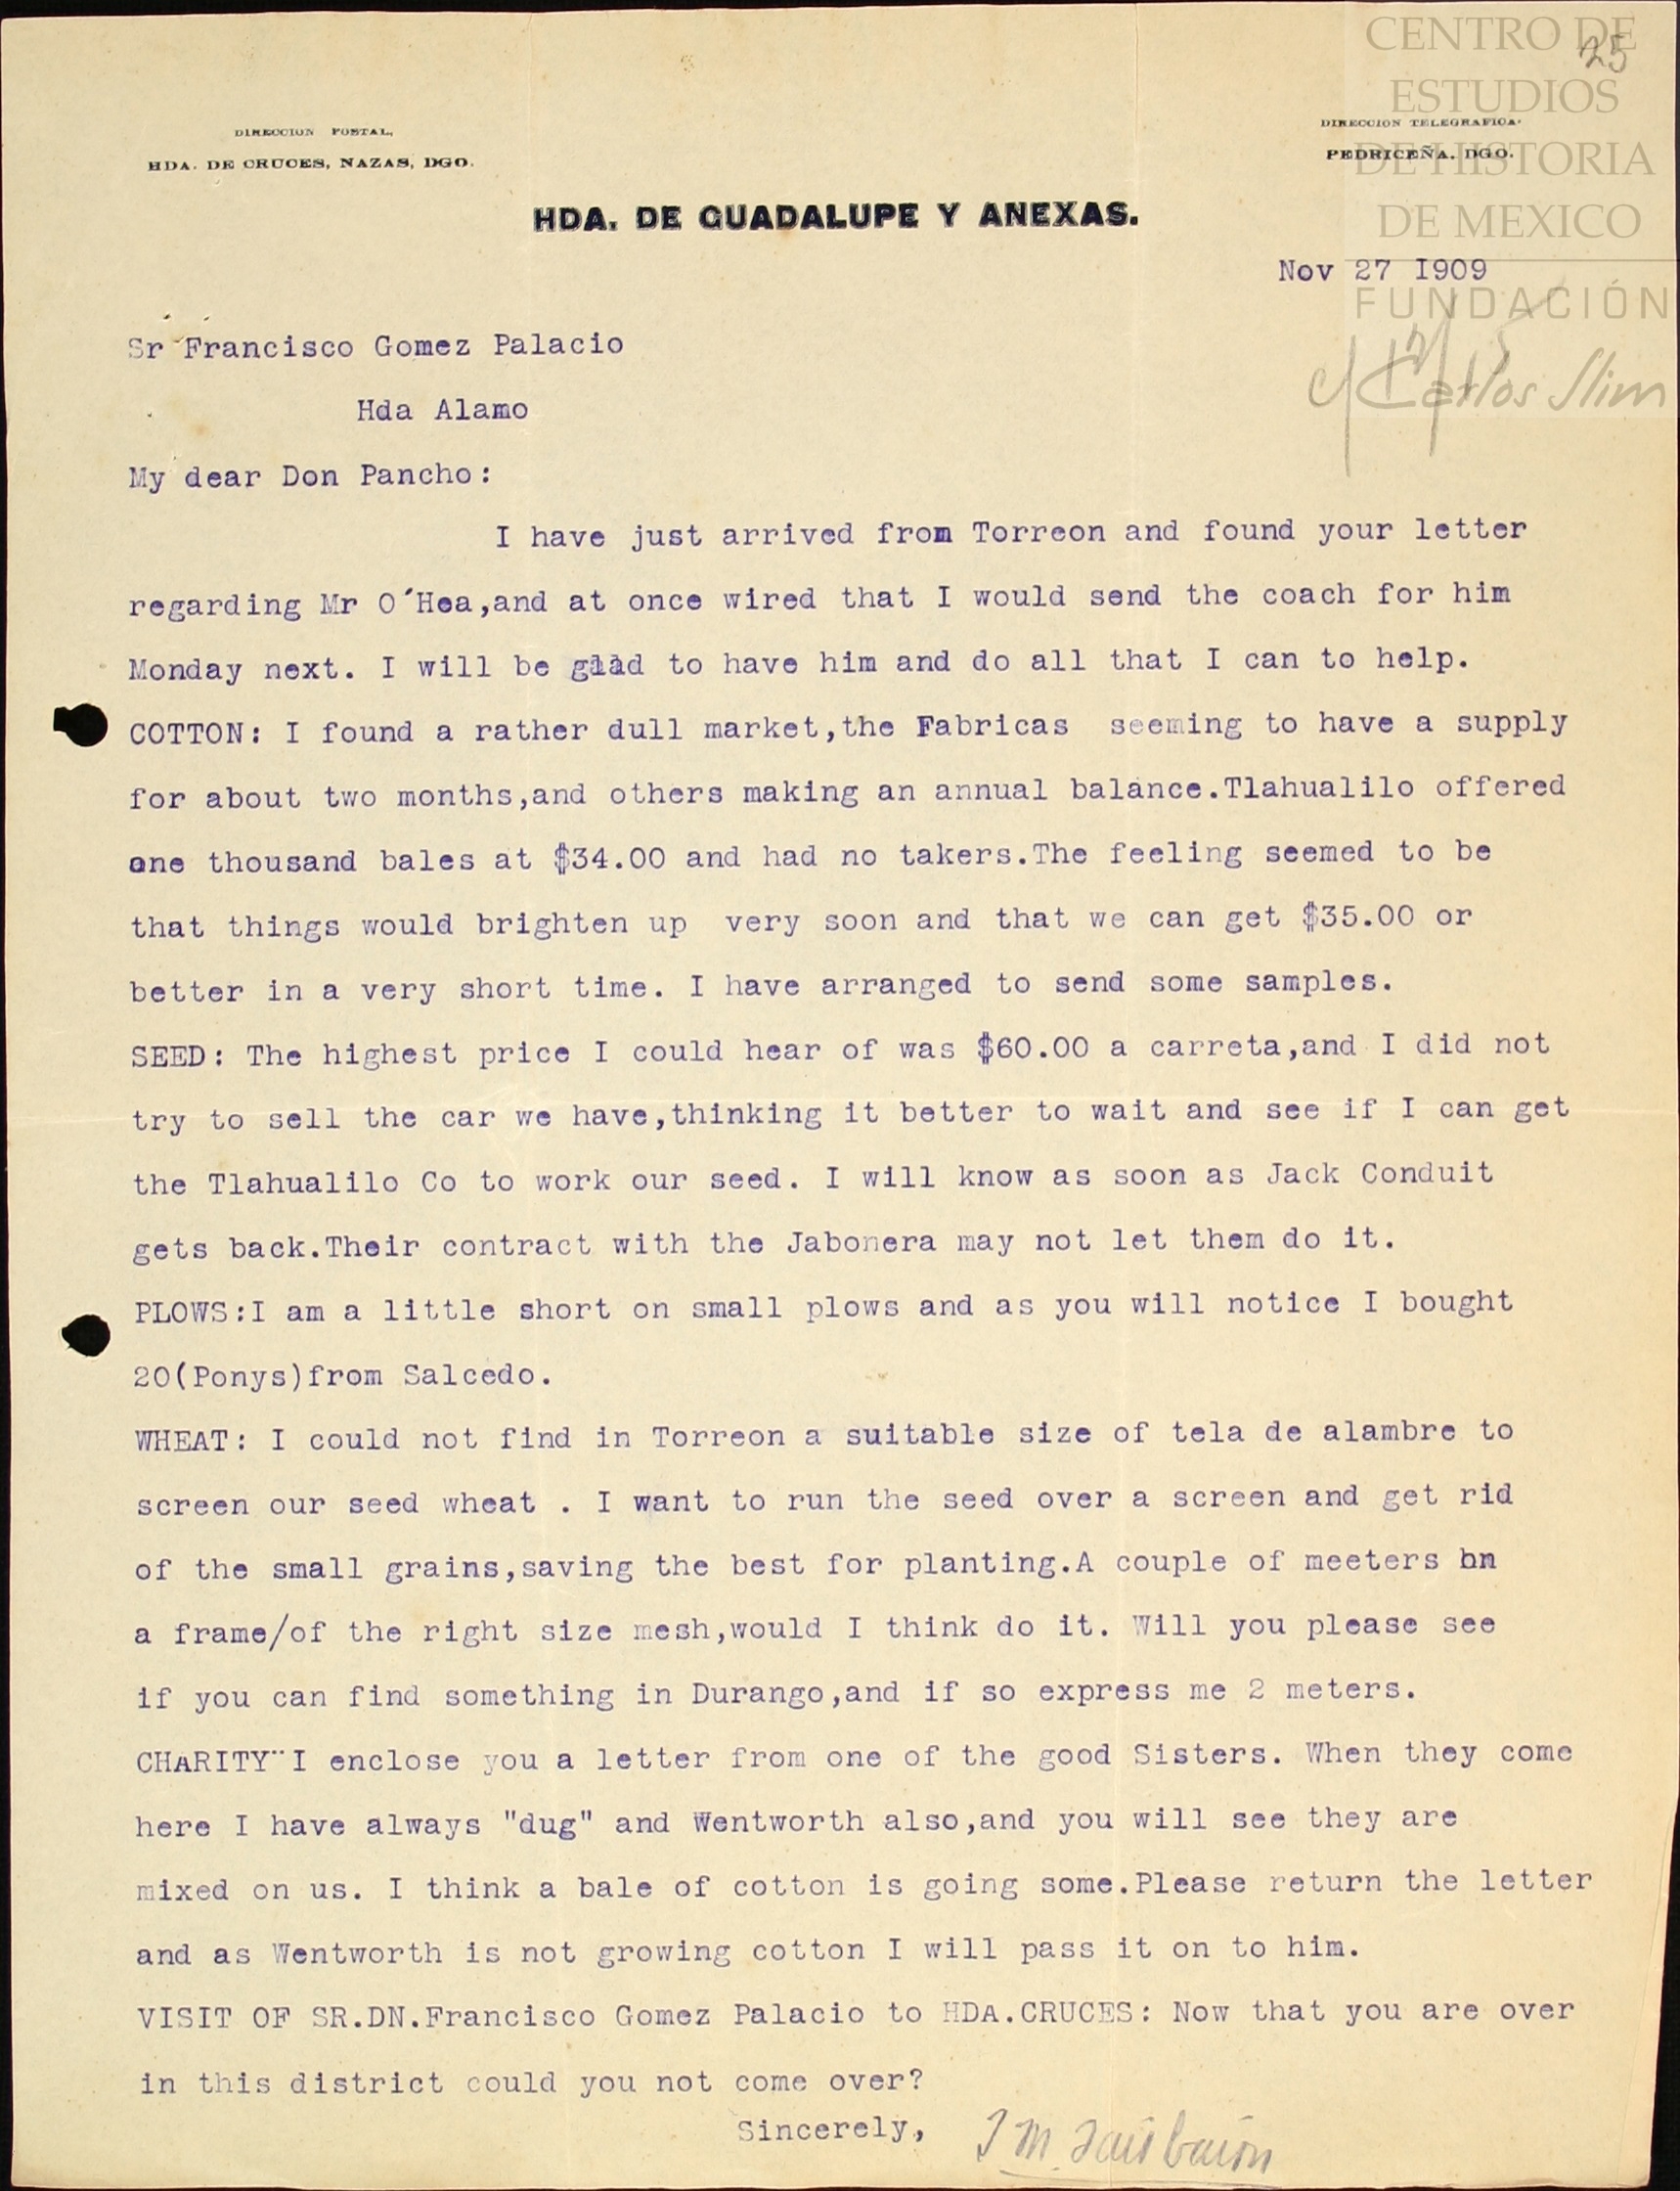 CENTRO DE
ESTUDIOS
DE HISTORIA
DE MEXICO
FUNDACIÓN
Carlos Slim
25
DIRECCION POSTAL,
HDA. DE CRUCES, NAZAS, DGO.
DIRECCION TELEGRAFICA.
PEDRICEÑA. DGO.
HDA. DE GUADALUPE Y ANEXAS.
Nov 27 I909
Sr Francisco Gomez Palacio
Hda Alamo
My dear Don Pancho:
I have just arrived from Torreon and found your letter
regarding Mr O´Hea,and at once wired that I would send the coach for him
Monday next. I will be glad to have him and do all that I can to help.
COTTON: I found a rather dull market,the Fabricas  seeming to have a supply
for about two months,and others making an annual balance.Tlahualilo offered
one thousand bales at $34.00 and had no takers.The feeling seemed to be
that things would brighten up  very soon and that we can get $35.00 or
better in a very short time. I have arranged to send some samples.
SEED: The highest price I could hear of was $60.00 a carreta,and I did not
try to sell the car we have,thinking it better to wait and see if I can get
the Tlahualilo Co to work our seed. I will know as soon as Jack Conduit
gets back.Their contract with the Jabonera may not let them do it.
PLOWS:I am a little short on small plows and as you will notice I bought
20(Ponys)from Salcedo.
WHEAT: I could not find in Torreon a suitable size of tela de alambre to
screen our seed wheat . I want to run the seed over a screen and get rid
of the small grains,saving the best for planting.A couple of meeters on
a frame/of the right size mesh,would I think do it. Will you please see
if you can find something in Durango,and if so express me 2 meters.
CHARITY¨I enclose you a letter from one of the good Sisters. When they come
here I have always "dug" and Wentworth also,and you will see they are
mixed on us. I think a bale of cotton is going some.Please return the letter
and as Wentworth is not growing cotton I will pass it on to him.
VISIT OF SR.DN.Francisco Gomez Palacio to HDA.CRUCES: Now that you are over
in this district could you not come over?
Sincerely,
J M. Fairbairn